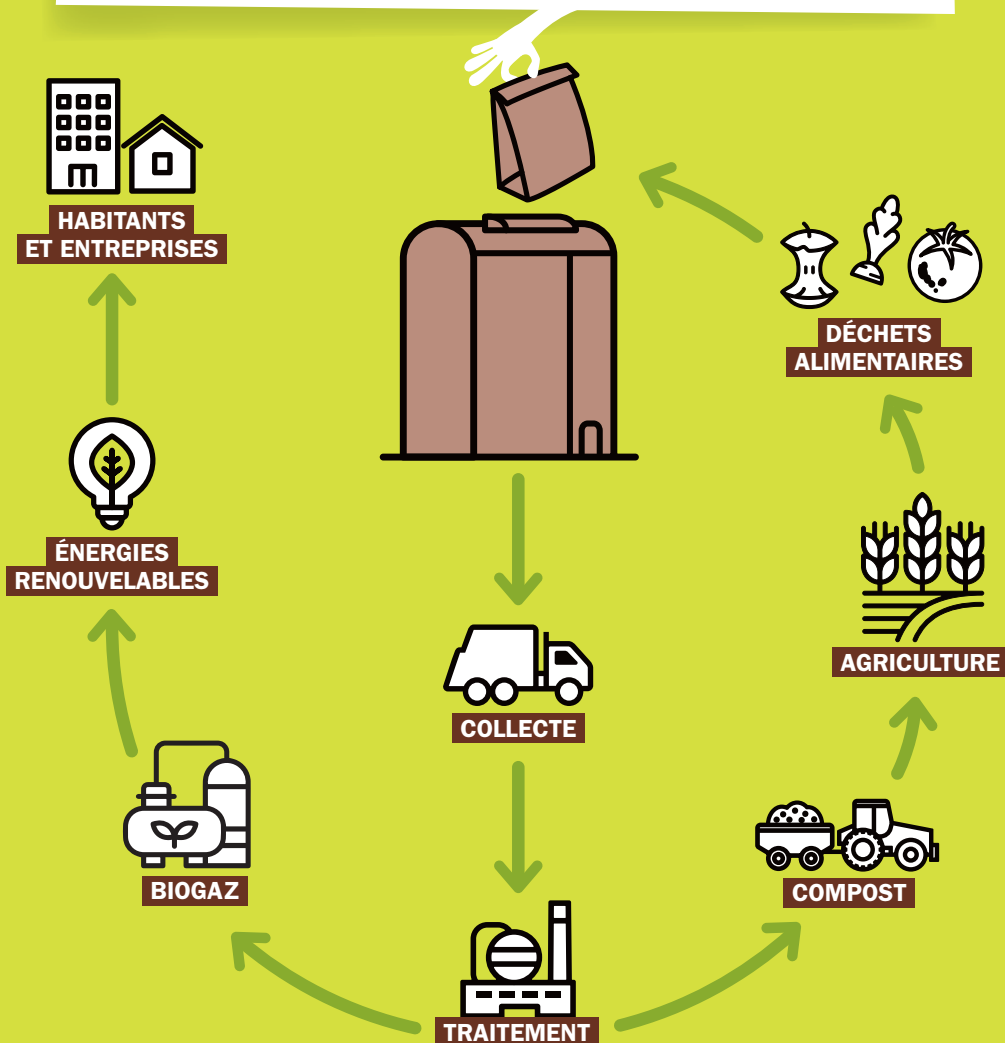 HABITANTS
ET ENTREPRISES
DÉCHETS
ALIMENTAIRES
ÉNERGIES
RENOUVELABLES
AGRICULTURE
COLLECTE
BIOGAZ
COMPOST
TRAITEMENT